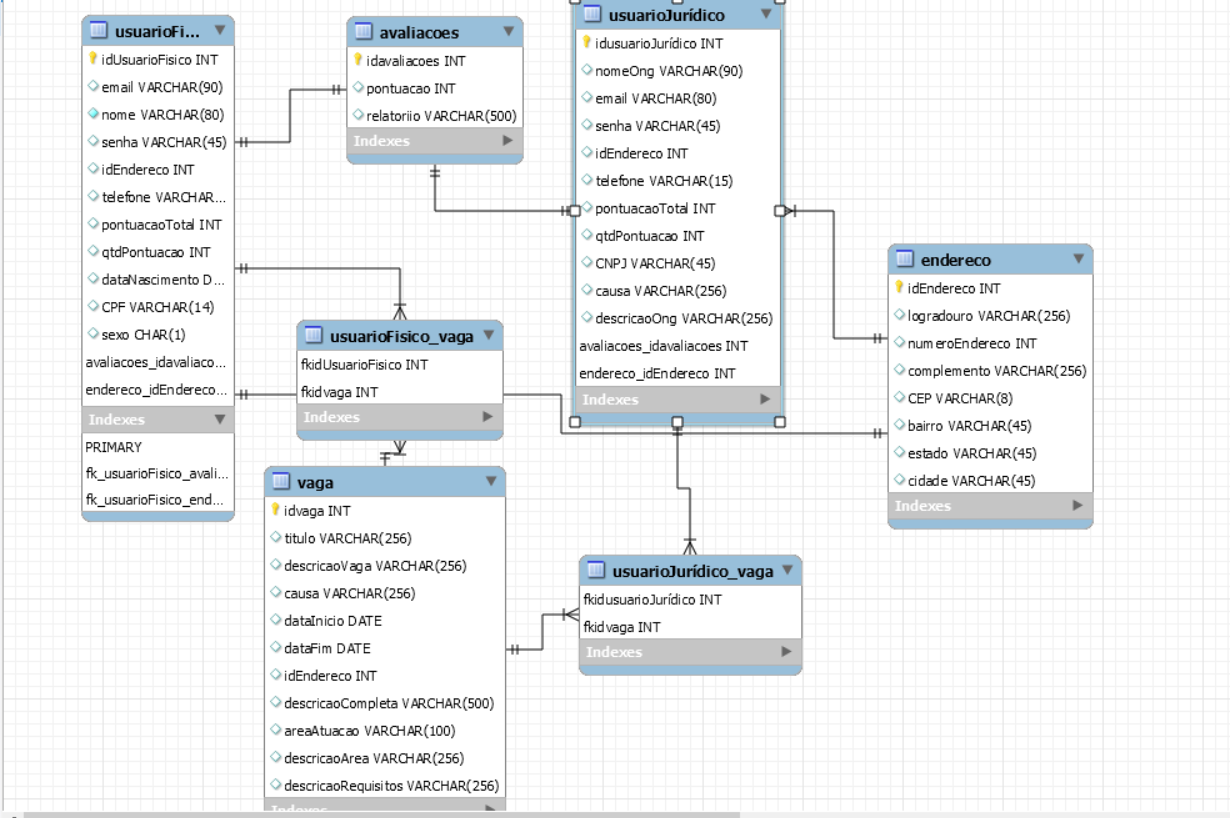 usuarioFi...
idUsuarioFisico INT
email VARCHAR(90)
nome VARCHAR(80)
senha VARCHAR(45)
idEndereco INT
telefone VARCHAR...
pontuacaoTotal INT
qtdPontuacao INT
dataNascimento D...
CPF VARCHAR(14)
sexo CHAR(1)
avaliacoes_idavaliaco...
endereco_idEndereco...
Indexes
PRIMARY
fk_usuarioFisico_avali...
fk_usuarioFisico_end...
avaliacoes
idavaliacoes INT
pontuacao INT
relatoriio VARCHAR(500)
Indexes
usuarioJurídico
idusuarioJurídico INT
nomeOng VARCHAR(90)
email VARCHAR(80)
senha VARCHAR(45)
idEndereco INT
telefone VARCHAR(15)
pontuacaoTotal INT
qtdPontuacao INT
CNPJ VARCHAR(45)
causa VARCHAR(256)
descricaoOng VARCHAR(256)
avaliacoes_idavaliacoes INT
endereco_idEndereco INT
Indexes
endereco
idEndereco INT
logradouro VARCHAR(256)
numeroEndereco INT
complemento VARCHAR(256)
CEP VARCHAR(8)
bairro VARCHAR(45)
estado VARCHAR(45)
cidade VARCHAR(45)
Indexes
usuarioFisico_vaga
fkidUsuarioFisico INT
fkidvaga INT
Indexes
vaga
idvaga INT
titulo VARCHAR(256)
descricaoVaga VARCHAR(256)
causa VARCHAR(256)
dataInicio DATE
dataFim DATE
idEndereco INT
descricaoCompleta VARCHAR(500)
areaAtuacao VARCHAR(100)
descricaoArea VARCHAR(256)
descricaoRequisitos VARCHAR(256)
Indexes
usuarioJurídico_vaga
fkidusuarioJurídico INT
fkidvaga INT
Indexes